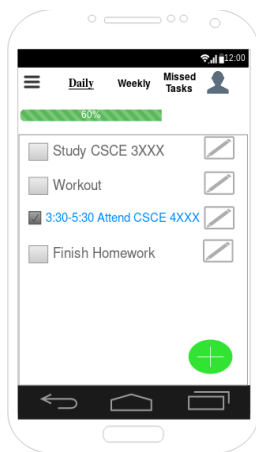 12:00
Daily Weekly Missed
Tasks
60%
Study CSCE 3XXX
Workout
3:30-5:30 Attend CSCE 4XXX
Finish Homework